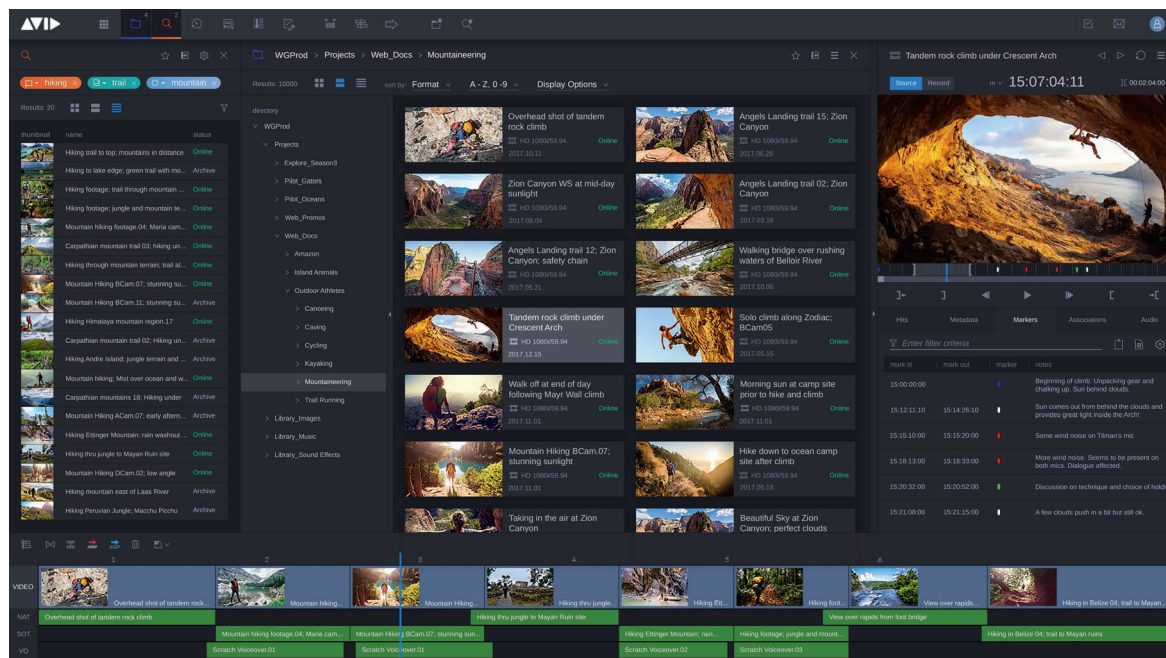 AVID
4
2
hiking
trail
mountain
Results: 20
thumbnail name status
Hiking trail to top; mountains in distance Online
Hiking to lake edge; green trail with mo... Archive
Hiking footage; trail through mountain ... Online
Hiking footage; jungle and mountain te... Online
Mountain hiking footage.04; Maria cam... Online
Carpathian mountain trail 03; hiking un... Archive
Hiking through mountain terrain; trail al... Online
Mountain Hiking BCam.07; stunning su... Online
Mountain Hiking BCam.11; stunning su... Archive
Hiking Himalaya mountain region.17 Online
Carpathian mountain trail 02; Hiking un... Archive
Hiking Andre Island; jungle terrain and ... Archive
Mountain hiking; Mist over ocean and w... Online
Carpathian mountains 18; Hiking under Archive
Mountain Hiking ACam.07; early aftern... Archive
Hiking Ettinger Mountain; rain washout ... Online
Hiking thru jungle to Mayan Ruin site Online
Mountain Hiking DCam.02; low angle Online
Hiking mountain east of Laas River Archive
Hiking Peruvian Jungle; Macchu Picchu Archive
WGProd > Projects > Web_Docs > Mountaineering
Results: 10000
sort by: Format A - Z, 0 -9 Display Options
directory
WGProd
Projects
Explore_Season3
Pilot_Gators
Pilot_Oceans
Web_Promos
Web_Docs
Amazon
Island Animals
Outdoor Athletes
Canoeing
Caving
Cycling
Kayaking
Mountaineering
Trail Running
Library_Images
Library_Music
Library_Sound Effects
Overhead shot of tandem
rock climb
HD 1080/59.94 Online
2017.10.11
Angels Landing trail 15; Zion
Canyon
HD 1080/59.94 Online
2017.06.28
Zion Canyon WS at mid-day
sunlight
HD 1080/59.94 Online
2017.08.04
Angels Landing trail 02; Zion
Canyon
HD 1080/59.94 Online
2017.03.16
Angels Landing trail 12; Zion
Canyon; safety chain
HD 1080/59.94 Online
2017.05.21
Walking bridge over rushing
waters of Belloir River
HD 1080/59.94 Online
2017.10.06
Tandem rock climb under
Crescent Arch
HD 1080/59.94 Online
2017.12.15
Solo climb along Zodiac;
BCam05
HD 1080/59.94 Online
2017.05.15
Walk off at end of day
following Mayr Wall climb
HD 1080/59.94 Online
2017.11.01
Morning sun at camp site
prior to hike and climb
HD 1080/59.94 Online
2017.11.01
Mountain Hiking BCam.07;
stunning sunlight
HD 1080/59.94 Online
2017.11.01
Hike down to ocean camp
site after climb
HD 1080/59.94 Online
2017.05.15
Taking in the air at Zion
Canyon
Beautiful Sky at Zion
Canyon; perfect clouds
Tandem rock climb under Crescent Arch
Source Record m 15:07:04:11 00:02:04:00
Hits Metadata Markers Associations Audio
Enter filter criteria
mark in mark out marker notes
15:00:00:00 Beginning of climb. Unpacking gear and
chalking up. Sun behind clouds.
15:12:11:10 15:14:26:10 Sun comes out from behind the clouds and
provides great light inside the Arch!
15:15:10:00 15:15:20:00 Some wind noise on Tilman's mic
15:18:13:00 15:18:33:00 More wind noise. Seems to be present on
both mics. Dialogue affected.
15:20:32:00 15:20:52:00 Discussion on technique and choice of holds
15:21:08:00 15:21:15:00 A few clouds push in a bit but still ok.
1 2 3 4 5 6
VIDEO
Overhead shot of tandem rock...
Mountain hiking...
Mountain Hiking...
Hiking thru jungle...
Hiking Ett...
Hiking foot...
View over rapids...
Hiking in Belize 04; trail to Mayan...
NAT Overhead shot of tandem rock climb Hiking thru jungle to Mayan Ruin site View over rapids from foot bridge
SOT Mountain hiking footage.04; Maria cam... Mountain Hiking BCam.07; stunning sun... Hiking Ettinger Mountain; rain... Hiking footage; jungle and mount... Hiking in Belize 04; trail to Mayan ruins
VO Scratch Voiceover.01 Scratch Voiceover.01 Scratch Voiceover.02 Scratch Voiceover.03